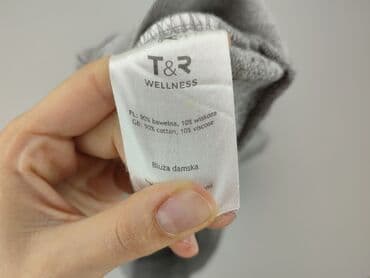 T&R
WELLNESS
PL: 90% bawełna, 10% wiskoza
GB: 90% cotton, 10% viscose
Bluza damska